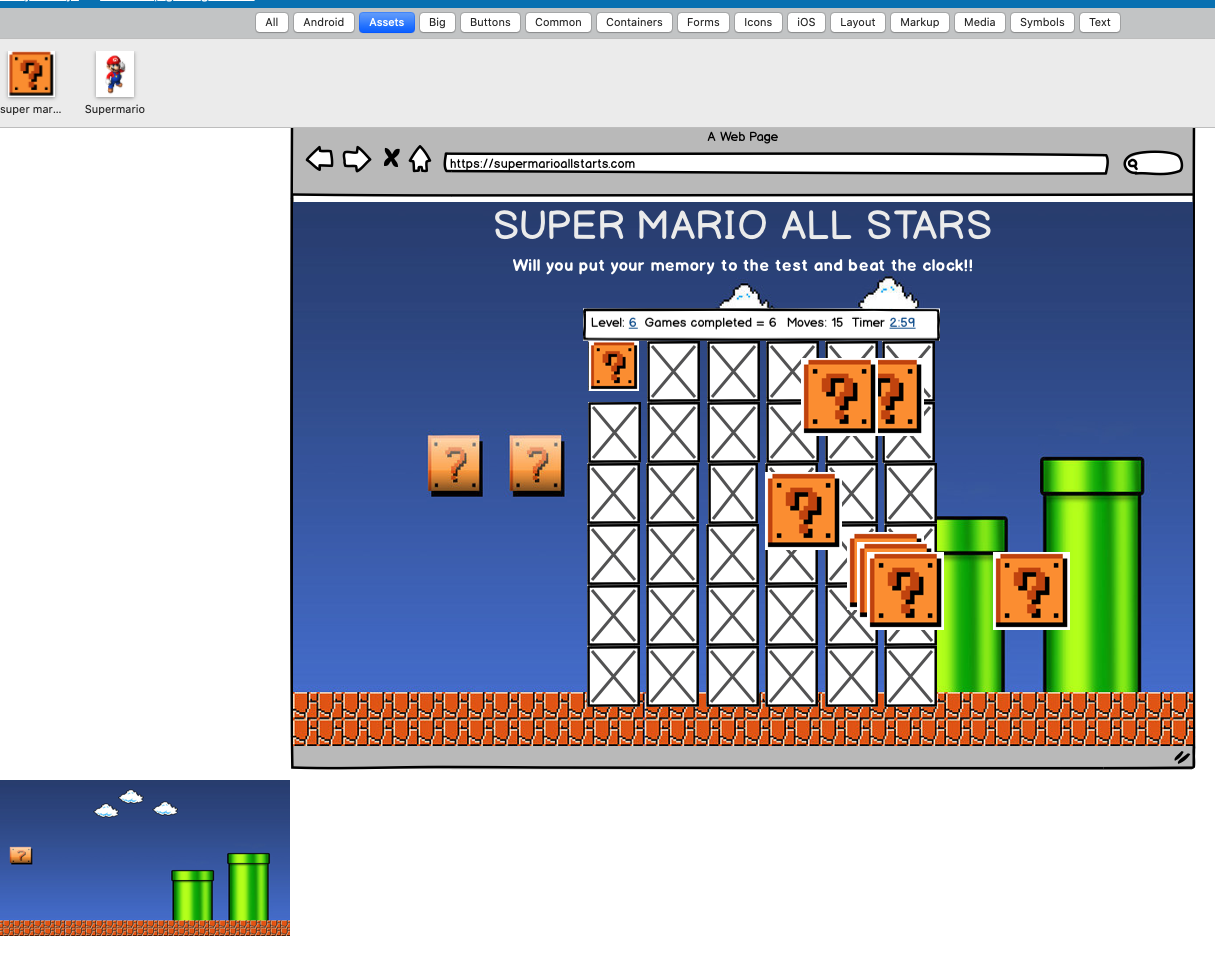 All Android Assets Big Buttons Common Containers Forms Icons iOS Layout Markup Media Symbols Text
super mar... Supermario
A Web Page
https://supermarioallstarts.com
SUPER MARIO ALL STARS
Will you put your memory to the test and beat the clock!!
Level: 6 Games completed = 6 Moves: 15 Timer 2:59